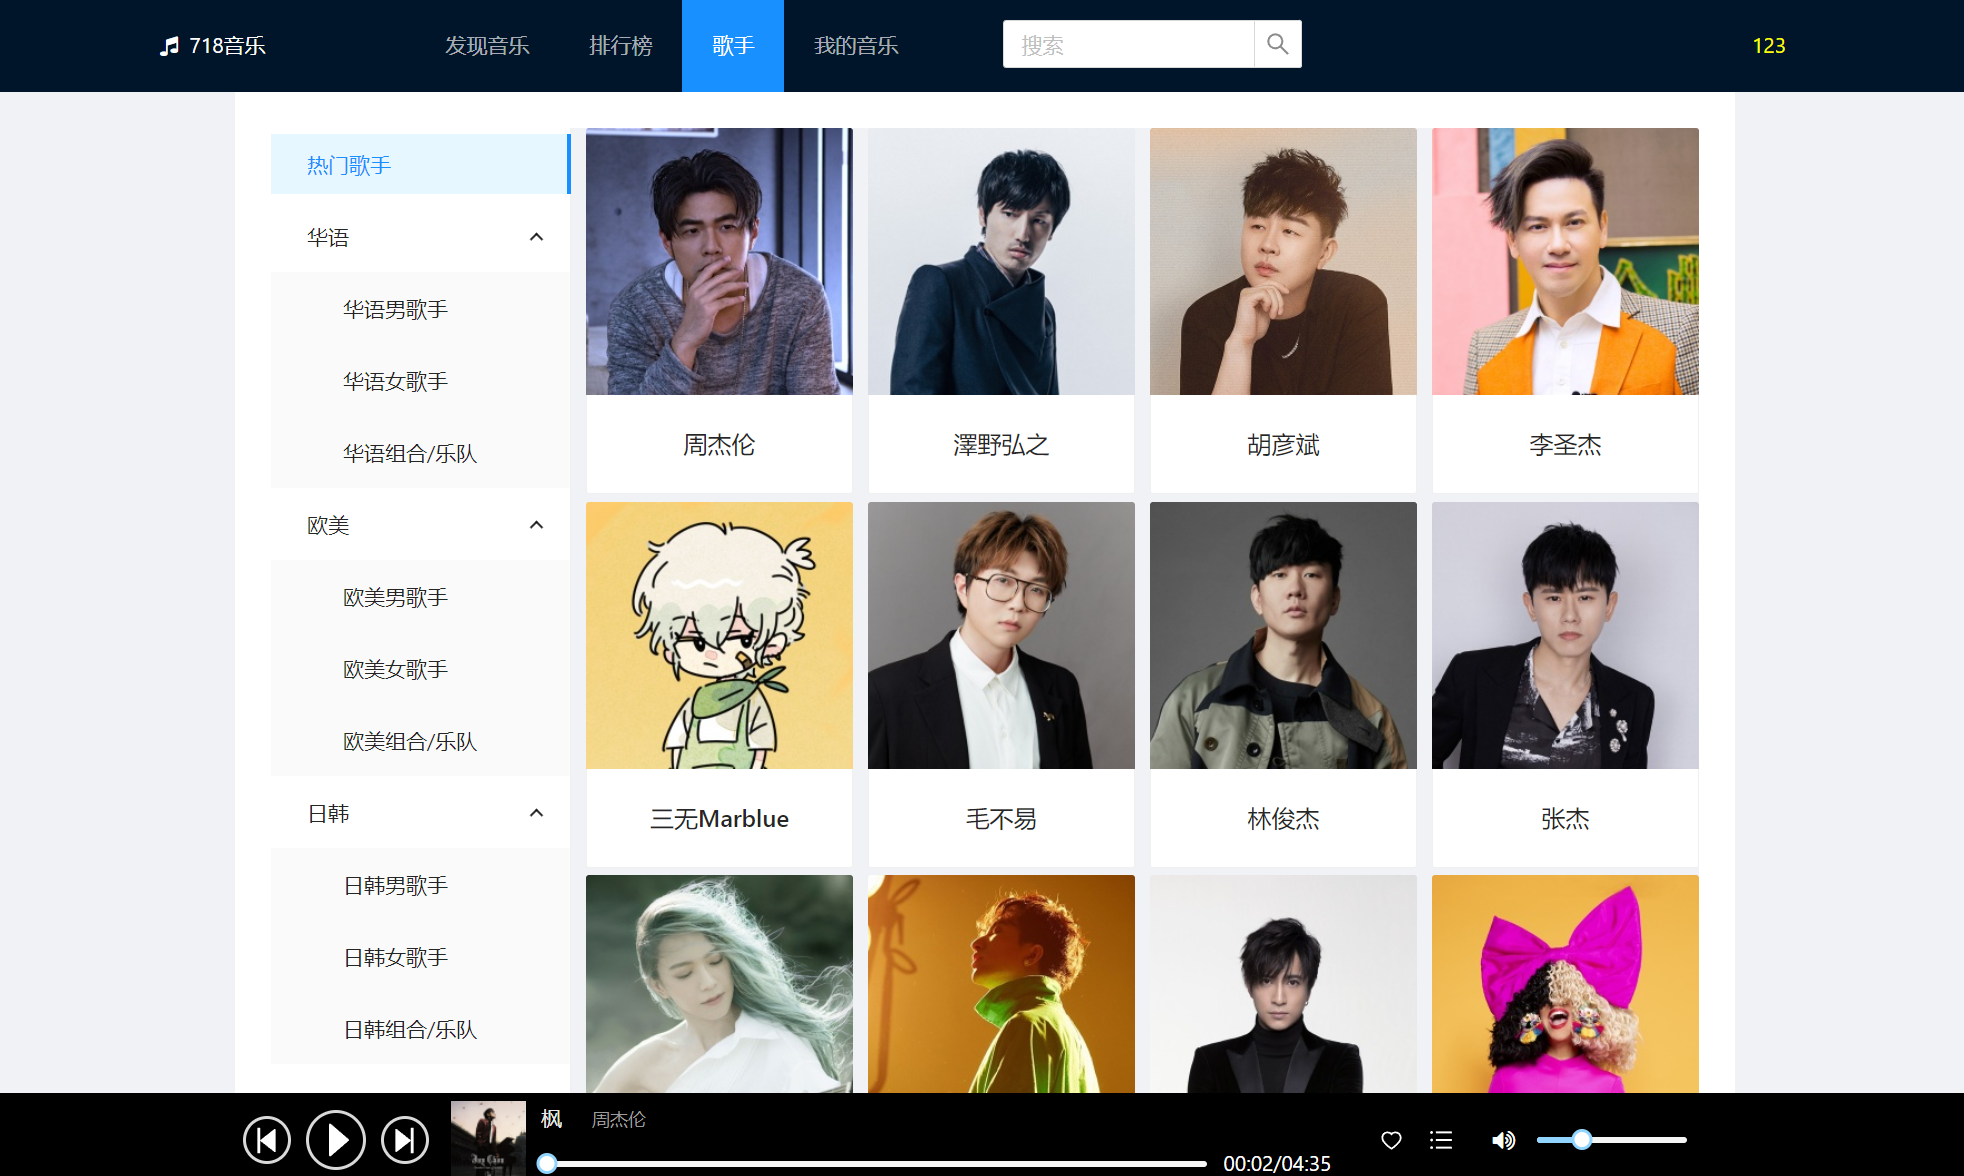 718音乐 发现音乐 排行榜 歌手 我的音乐 搜索 123
热门歌手
华语
华语男歌手
华语女歌手
华语组合/乐队
欧美
欧美男歌手
欧美女歌手
欧美组合/乐队
日韩
日韩男歌手
日韩女歌手
日韩组合/乐队
周杰伦 澤野弘之 胡彦斌 李圣杰
三无Marblue 毛不易 林俊杰 张杰
枫 周杰伦
Jay Chou
00:02/04:35